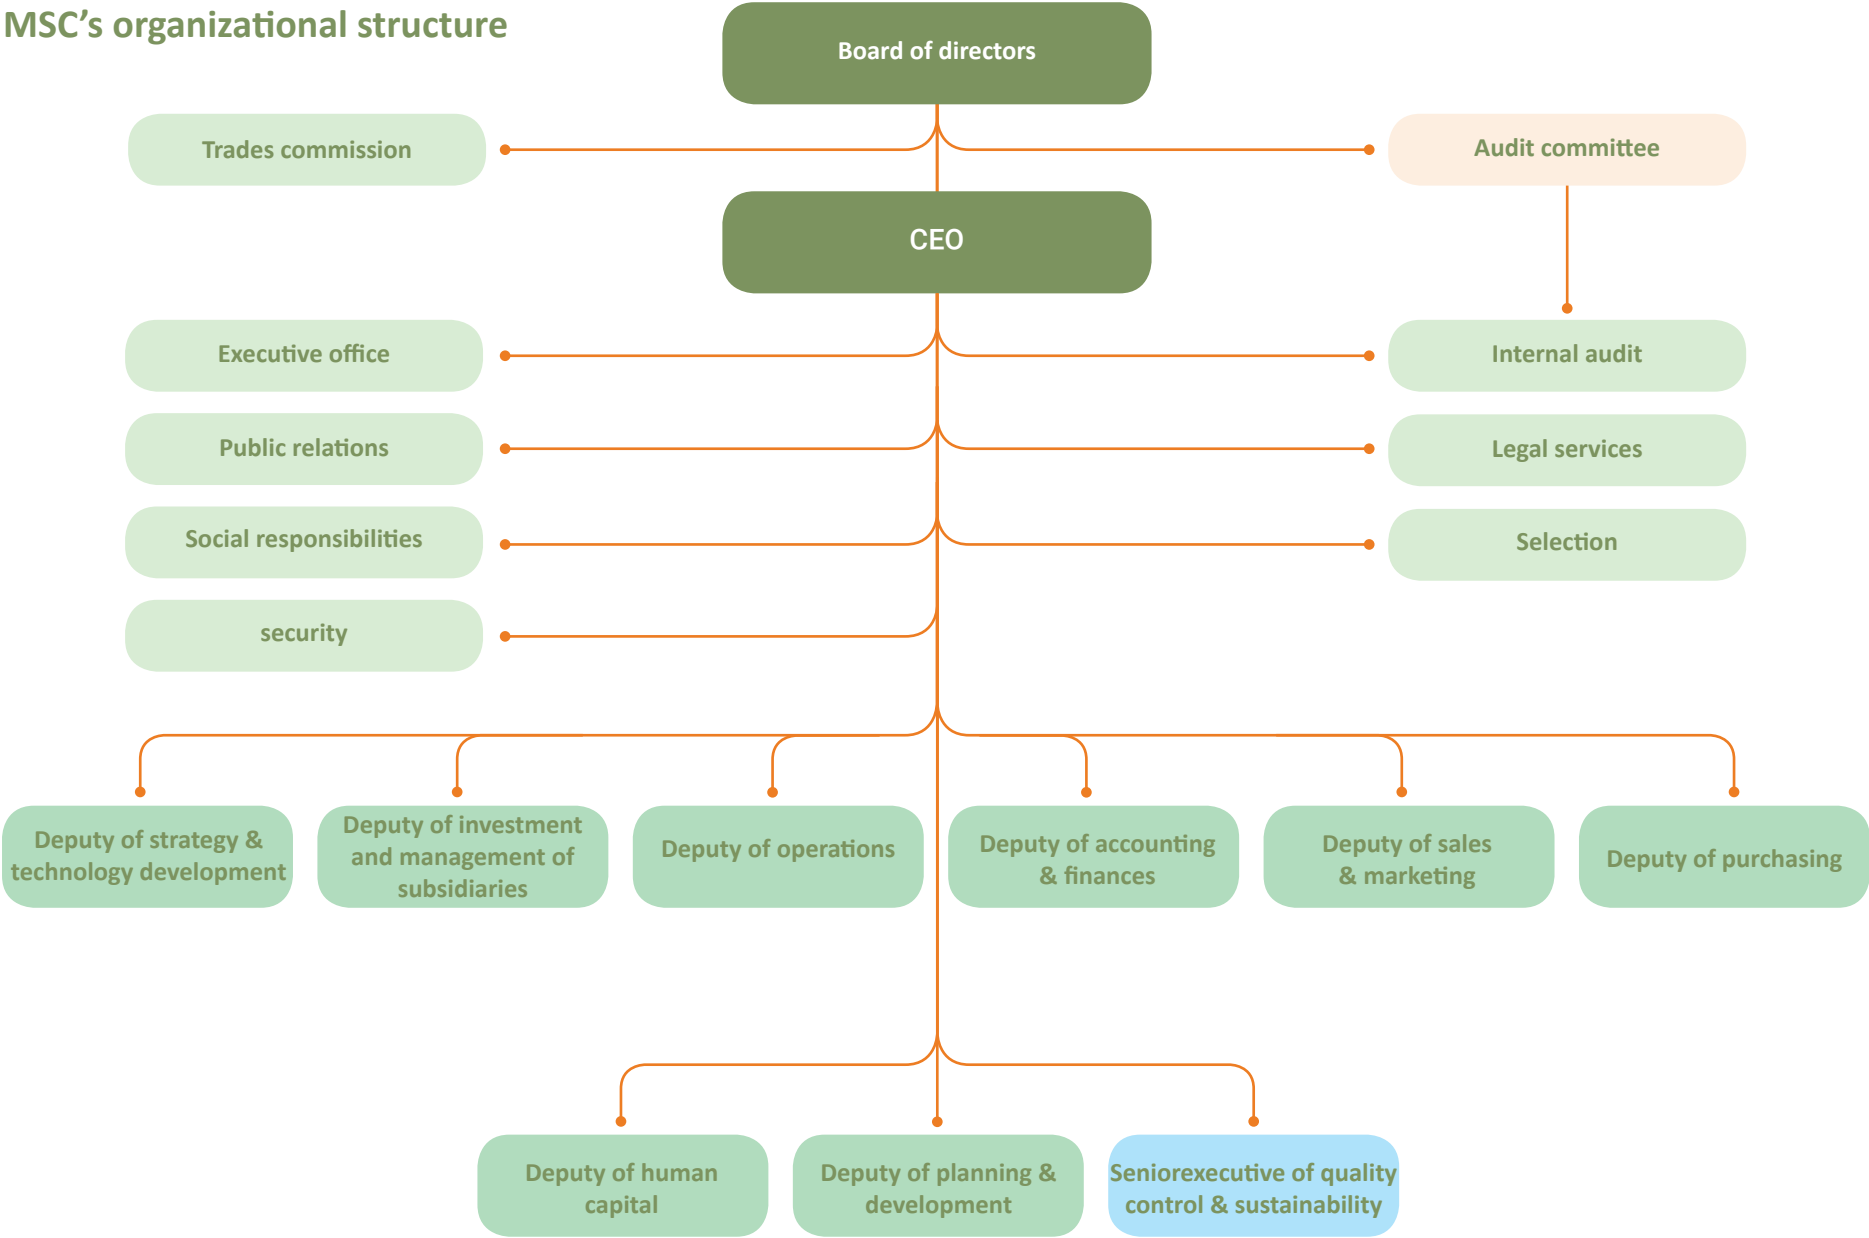 MSC’s organizational structure
Board of directors
Trades commission
Audit committee
CEO
Executive office
Internal audit
Public relations
Legal services
Social responsibilities
Selection
security
Deputy of strategy &
technology development
Deputy of investment
and management of
subsidiaries
Deputy of operations
Deputy of accounting
& finances
Deputy of sales
& marketing
Deputy of purchasing
Deputy of human
capital
Deputy of planning &
development
Seniorexecutive of quality
control & sustainability